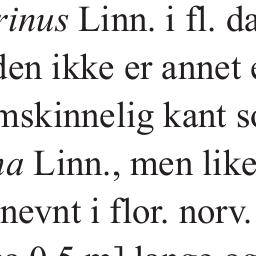 rinus Linn. i fl. da
den ikke er annet e
mskinnelig kant so
na Linn., men like
nevnt i flor. norv.